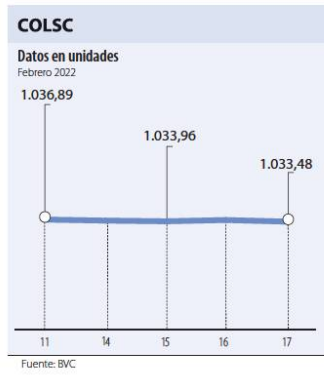 COLSC
Datos en unidades
Febrero 2022
1.036,89
1.033,96
1.033,48
11 14 15 16 17
Fuente: BVC